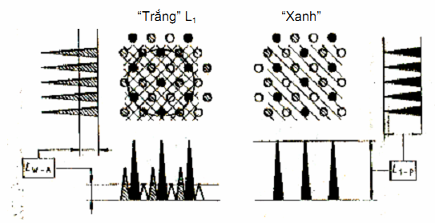 “Trắng” L1
“Xanh”
LW-A
L1-P